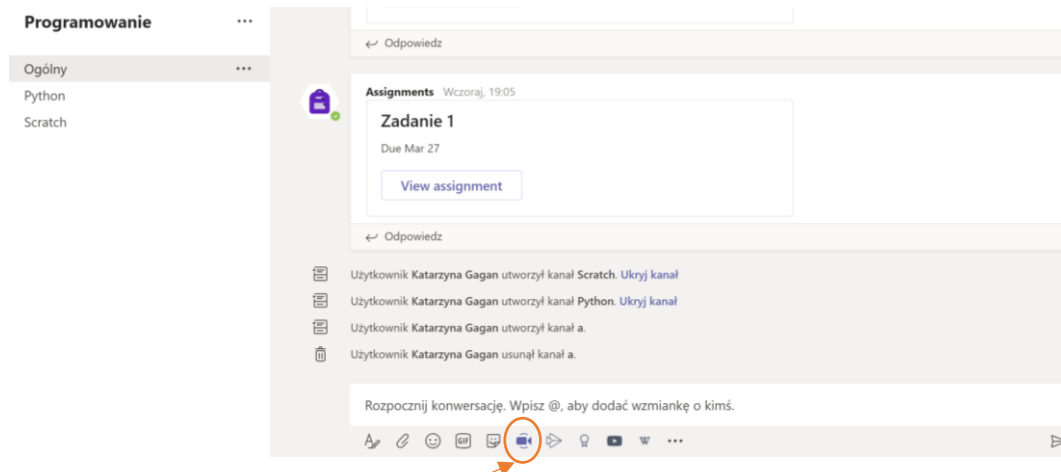 Programowanie
Ogólny
Python
Scratch
Odpowiedz
Assignments Wczoraj, 19:05
Zadanie 1
Due Mar 27
View assignment
Odpowiedz
Użytkownik Katarzyna Gagan utworzył kanał Scratch. Ukryj kanał
Użytkownik Katarzyna Gagan utworzył kanał Python. Ukryj kanał
Użytkownik Katarzyna Gagan utworzył kanał a.
Użytkownik Katarzyna Gagan usunął kanał a.
Rozpocznij konwersację. Wpisz @, aby dodać wzmiankę o kimś.
GIF
W